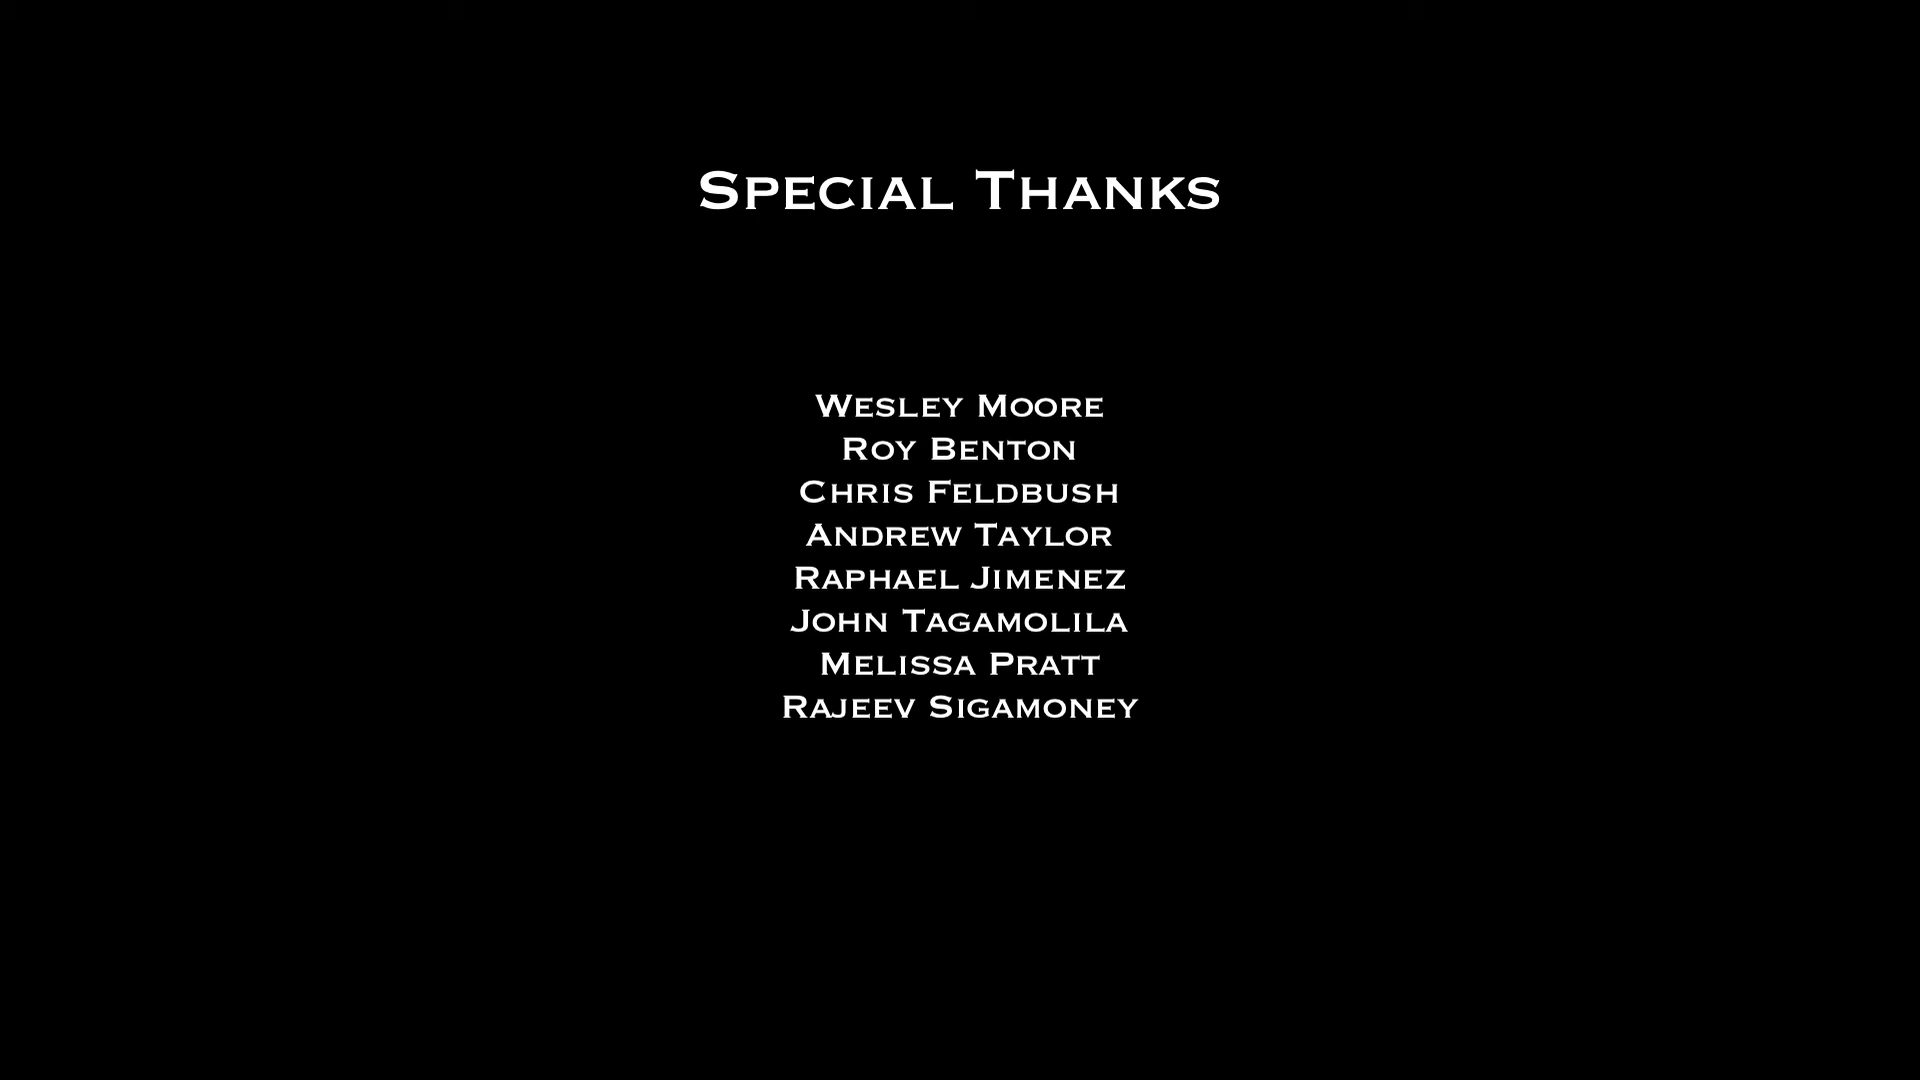 Special Thanks
Wesley Moore
Roy Benton
Chris Feldbush
Andrew Taylor
Raphael Jimenez
John Tagamolila
Melissa Pratt
Rajeev Sigamoney